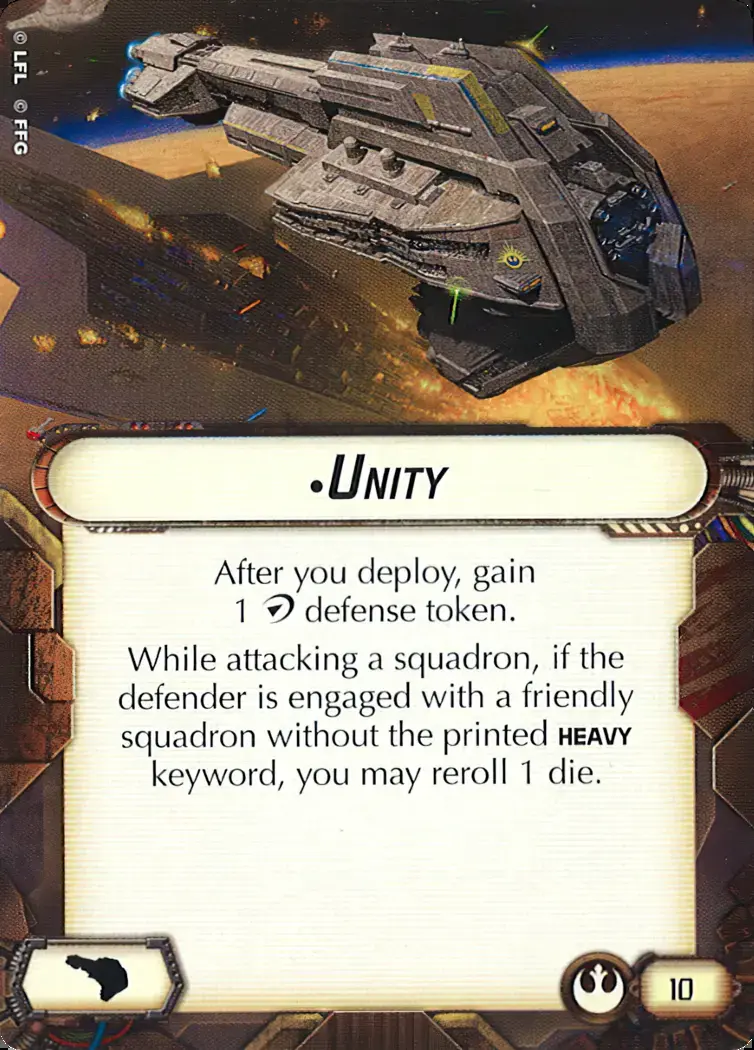 © LFL © FFG
•Unity
After you deploy, gain
1 defense token.
While attacking a squadron, if the
defender is engaged with a friendly
squadron without the printed HEAVY
keyword, you may reroll 1 die.
10